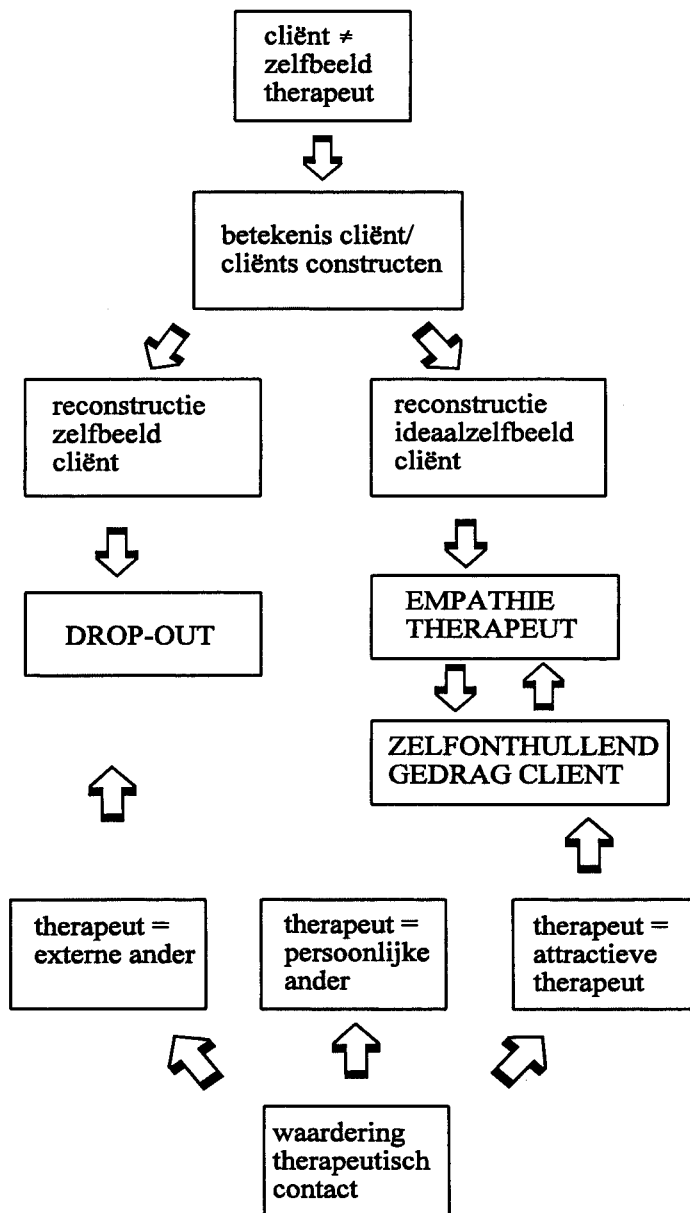 cliënt ≠
zelfbeeld
therapeut
betekenis cliënt/
cliënts constructen
reconstructie
zelfbeeld
cliënt
reconstructie
ideaalzelfbeeld
cliënt
DROP-OUT
EMPATHIE
THERAPEUT
ZELFONTHULLEND
GEDRAG CLIENT
therapeut =
externe ander
therapeut =
persoonlijke
ander
therapeut =
attractieve
therapeut
waardering
therapeutisch
contact